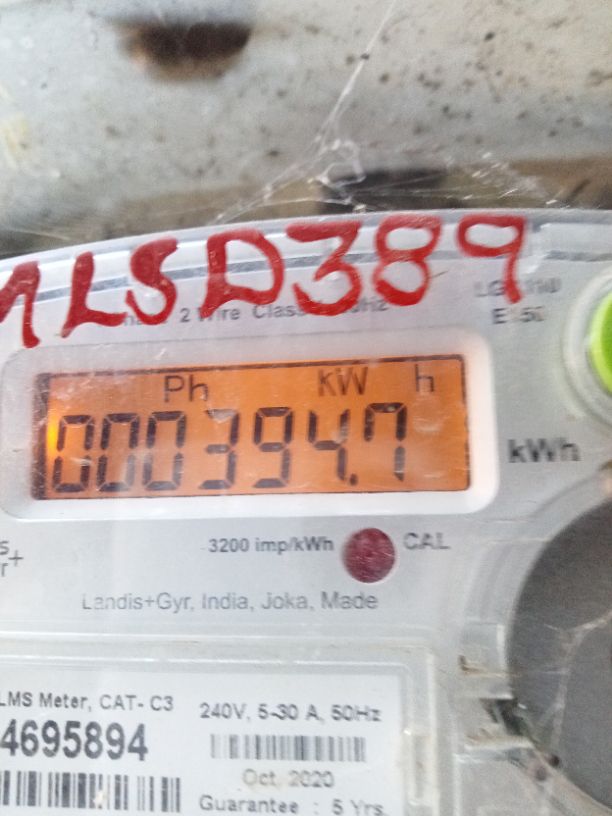 MLSD389
2 Wire Class
Ph kW h
000394.7
kWh
3200 imp/kWh
CAL
Landis+Gyr, India, Joka, Made
LMS Meter, CAT- C3
4695894
240V, 5-30 A, 50Hz
Oct, 2020
Guarantee : 5 Yrs.